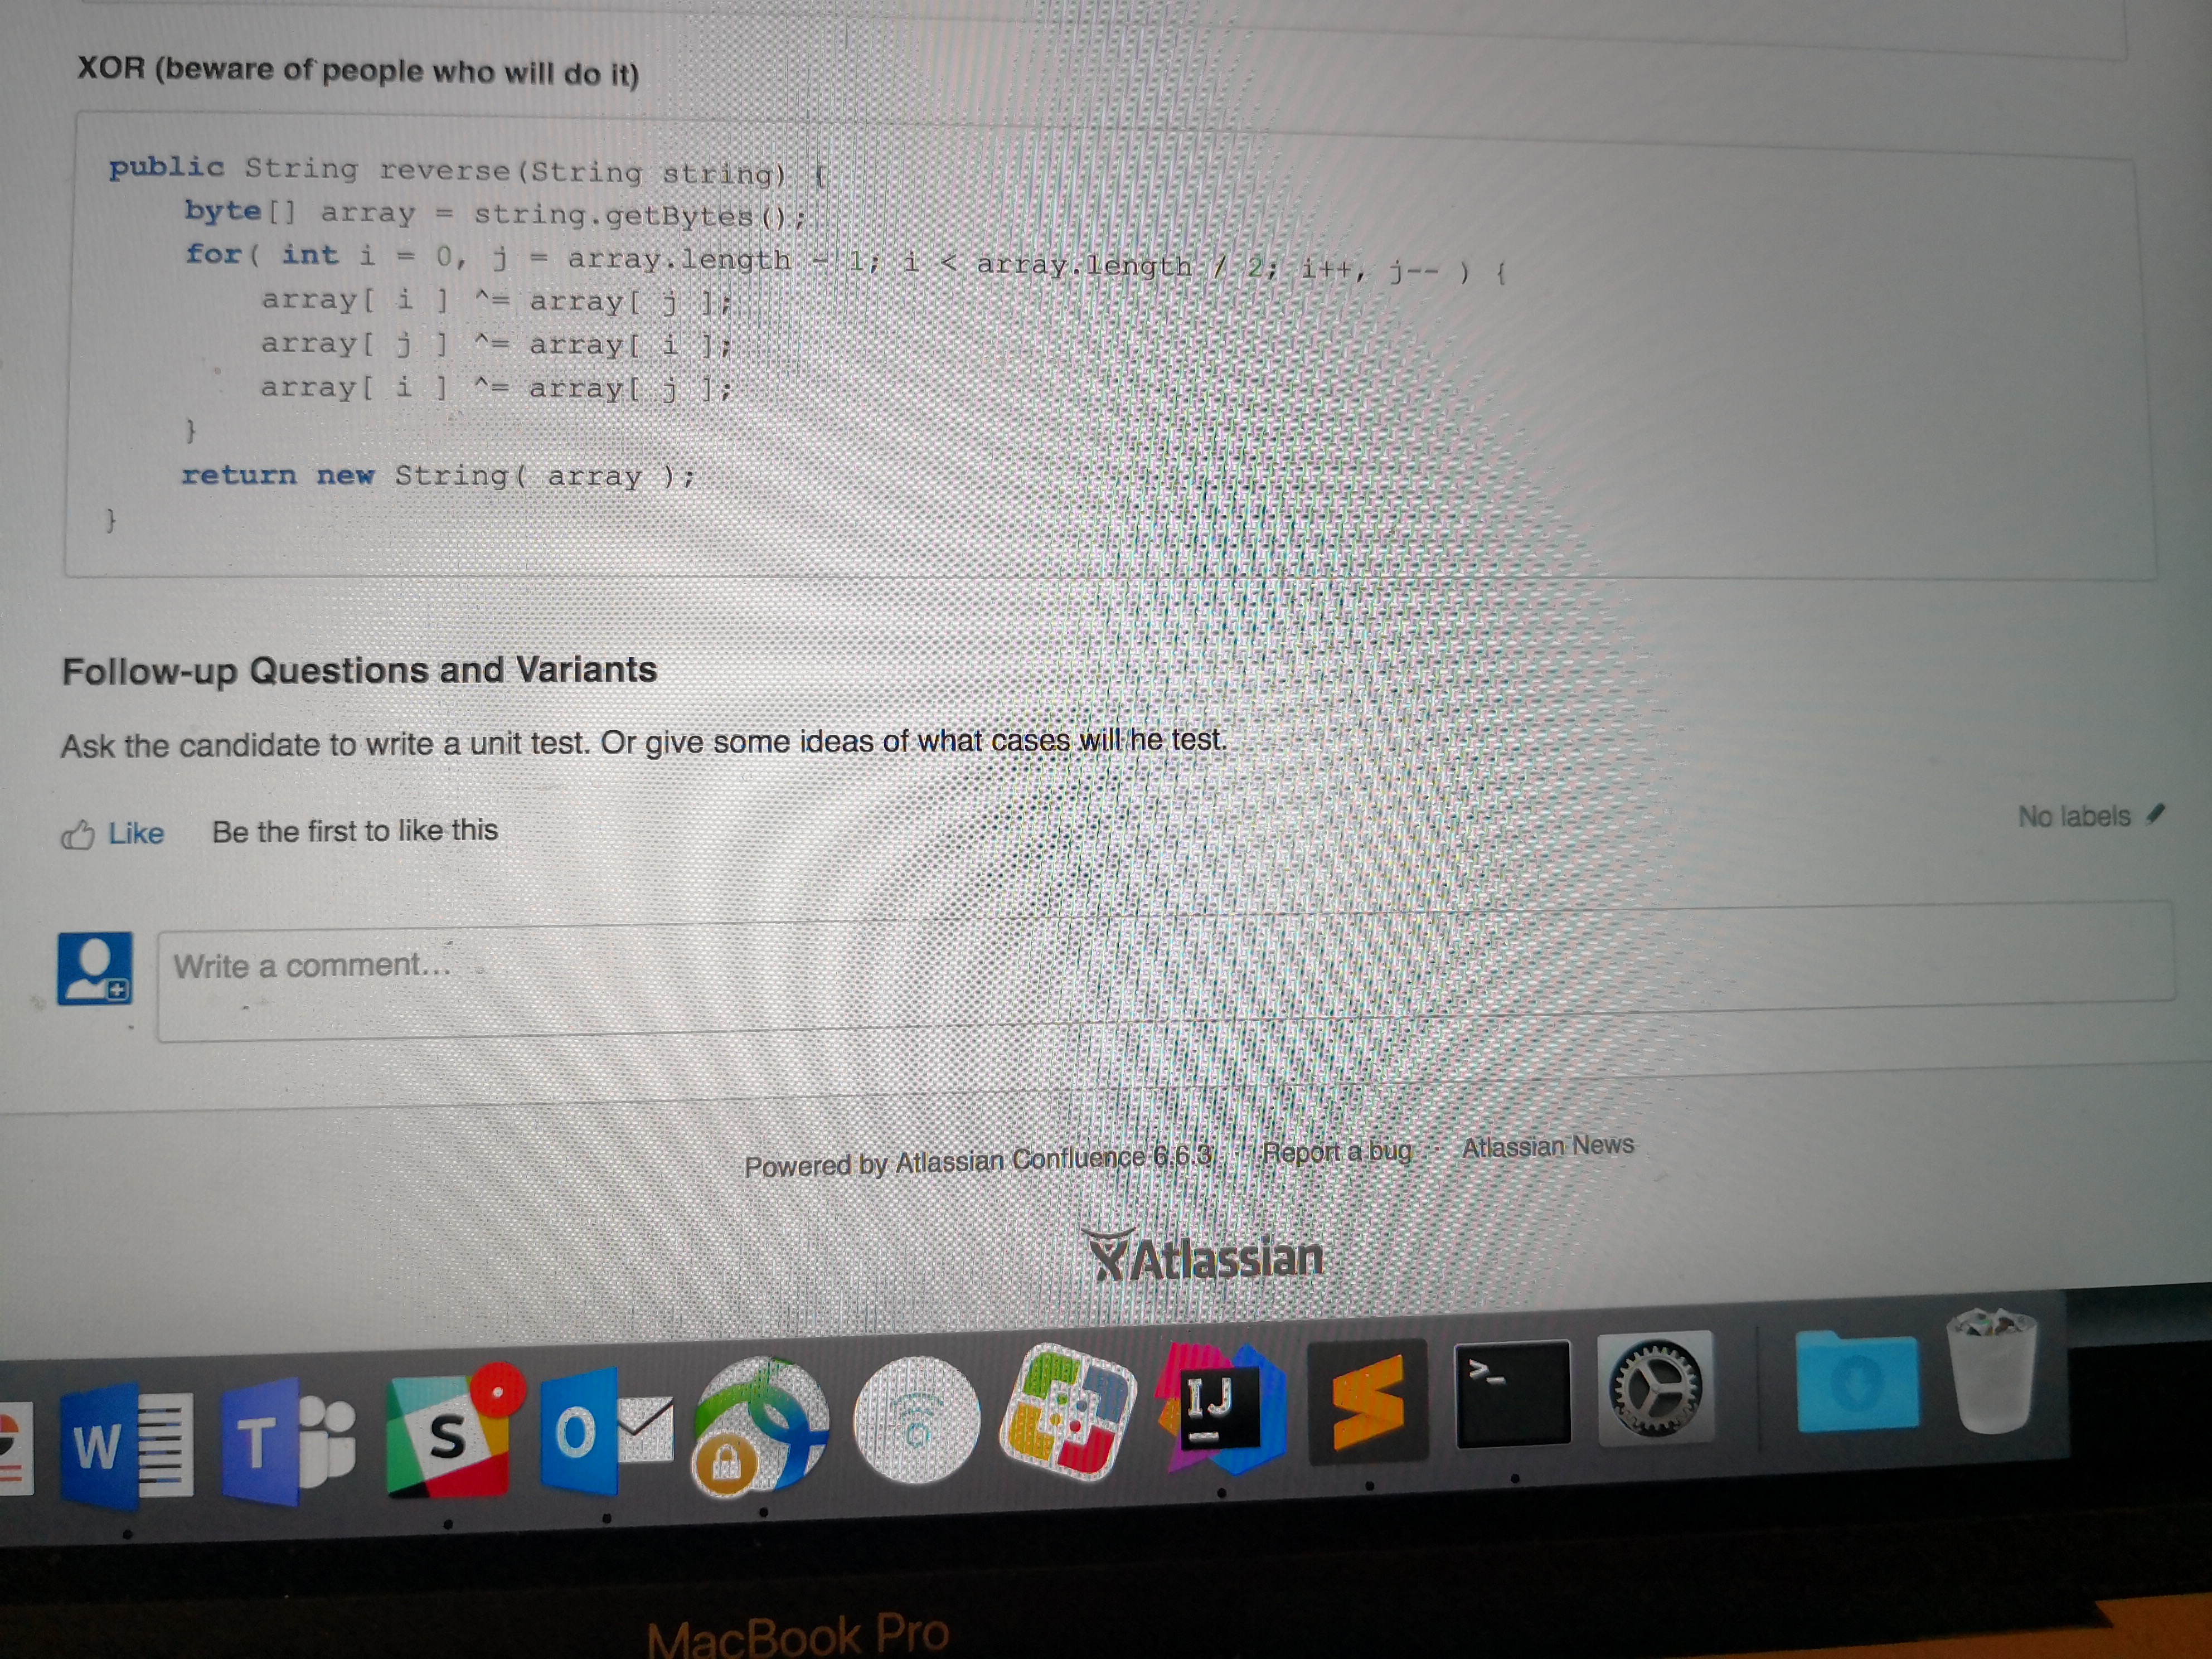 XOR (beware of people who will do it)
public String reverse(String string) {
    byte[] array = string.getBytes();
    for( int i = 0, j = array.length - 1; i < array.length / 2; i++, j-- ) {
        array[ i ] ^= array[ j ];
        array[ j ] ^= array[ i ];
        array[ i ] ^= array[ j ];
    }
    return new String( array );
}
Follow-up Questions and Variants
Ask the candidate to write a unit test. Or give some ideas of what cases will he test.
Like Be the first to like this
No labels
Write a comment...
Powered by Atlassian Confluence 6.6.3 · Report a bug · Atlassian News
Atlassian
W T S O IJ >_
MacBook Pro